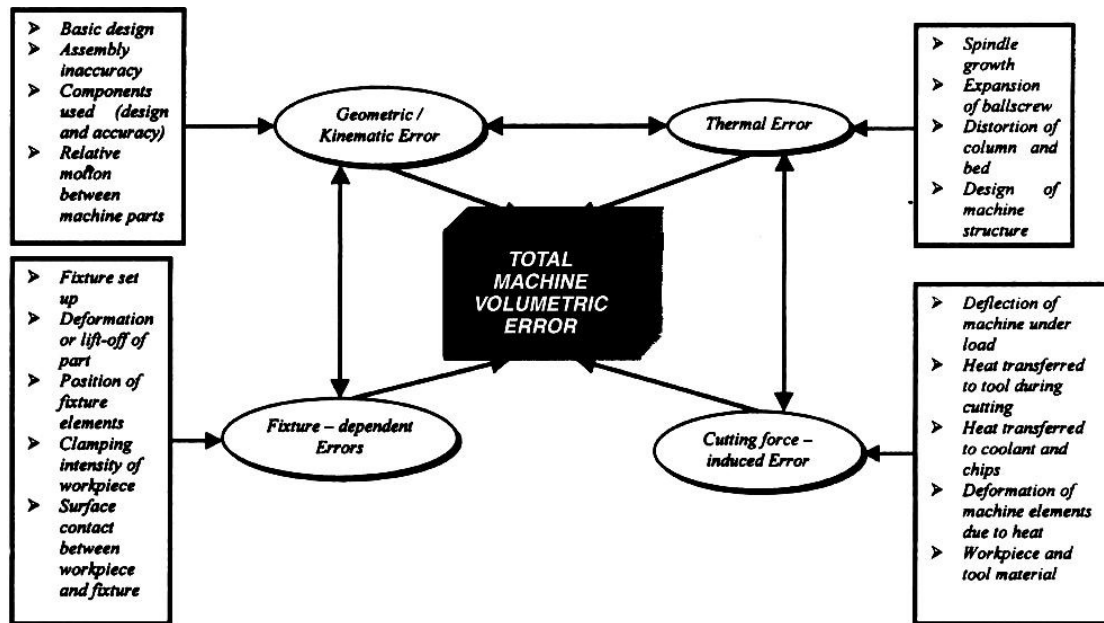 ➤ Basic design
➤ Assembly
inaccuracy
➤ Components
used (design
and accuracy)
➤ Relative
motion
between
machine parts
Geometric /
Kinematic Error
Thermal Error
➤ Spindle
growth
➤ Expansion
of ballscrew
➤ Distortion of
column and
bed
➤ Design of
machine
structure
TOTAL
MACHINE
VOLUMETRIC
ERROR
➤ Fixture set
up
➤ Deformation
or lift-off of
part
➤ Position of
fixture
elements
➤ Clamping
intensity of
workpiece
➤ Surface
contact
between
workpiece
and fixture
Fixture – dependent
Errors
Cutting force –
induced Error
➤ Deflection of
machine under
load
➤ Heat transferred
to tool during
cutting
➤ Heat transferred
to coolant and
chips
➤ Deformation of
machine elements
due to heat
➤ Workpiece and
tool material